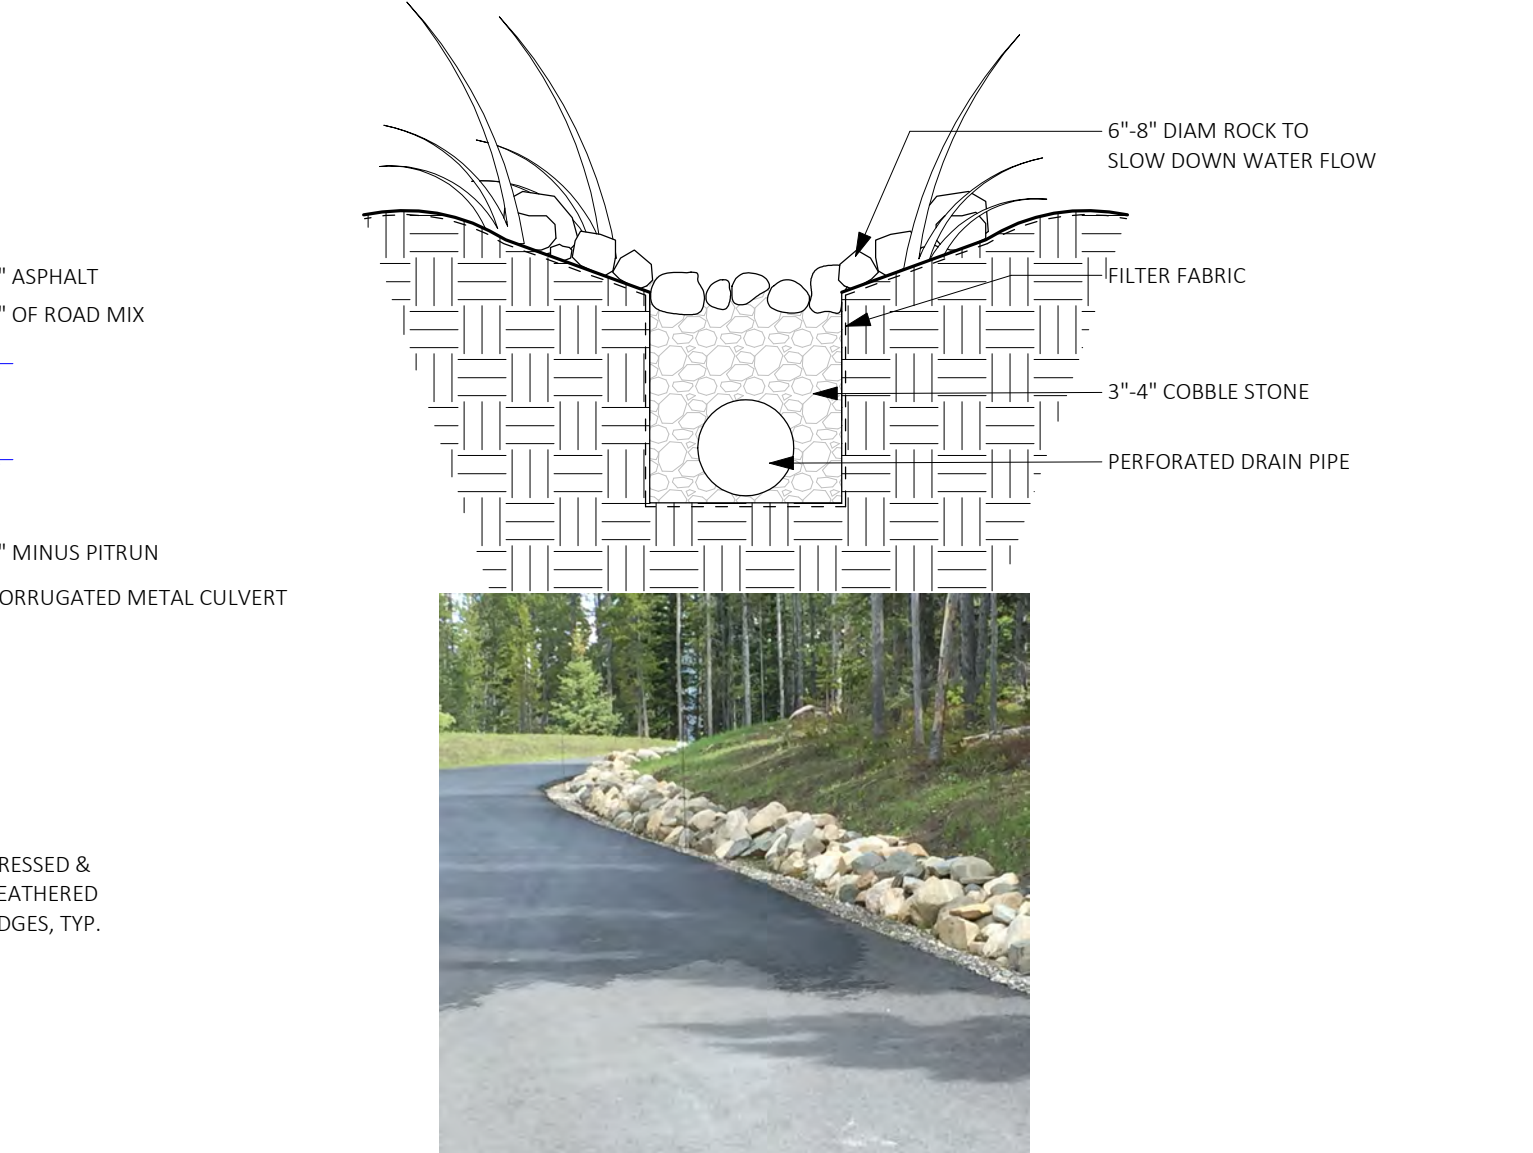 6"-8" DIAM ROCK TO
SLOW DOWN WATER FLOW
FILTER FABRIC
3"-4" COBBLE STONE
PERFORATED DRAIN PIPE
" ASPHALT
" OF ROAD MIX
" MINUS PITRUN
ORRUGATED METAL CULVERT
RESSED &
EATHERED
DGES, TYP.